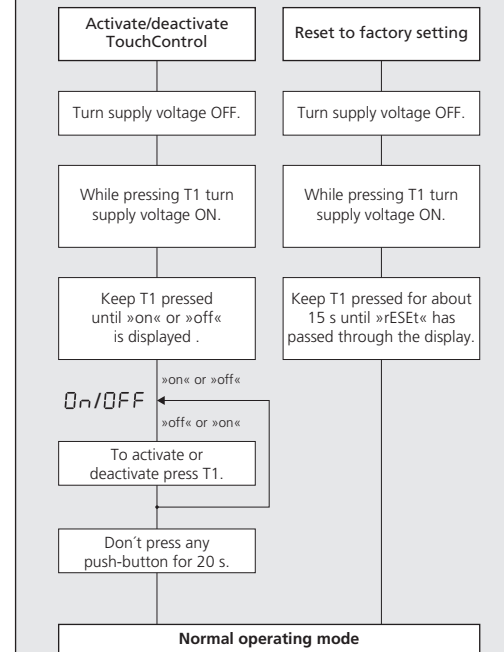 Activate/deactivate
TouchControl
Turn supply voltage OFF.
While pressing T1 turn
supply voltage ON.
Keep T1 pressed
until »on« or »off«
is displayed .
»on« or »off«
On/OFF
»off« or »on«
To activate or
deactivate press T1.
Don´t press any
push-button for 20 s.
Reset to factory setting
Turn supply voltage OFF.
While pressing T1 turn
supply voltage ON.
Keep T1 pressed for about
15 s until »rESEt« has
passed through the display.
Normal operating mode